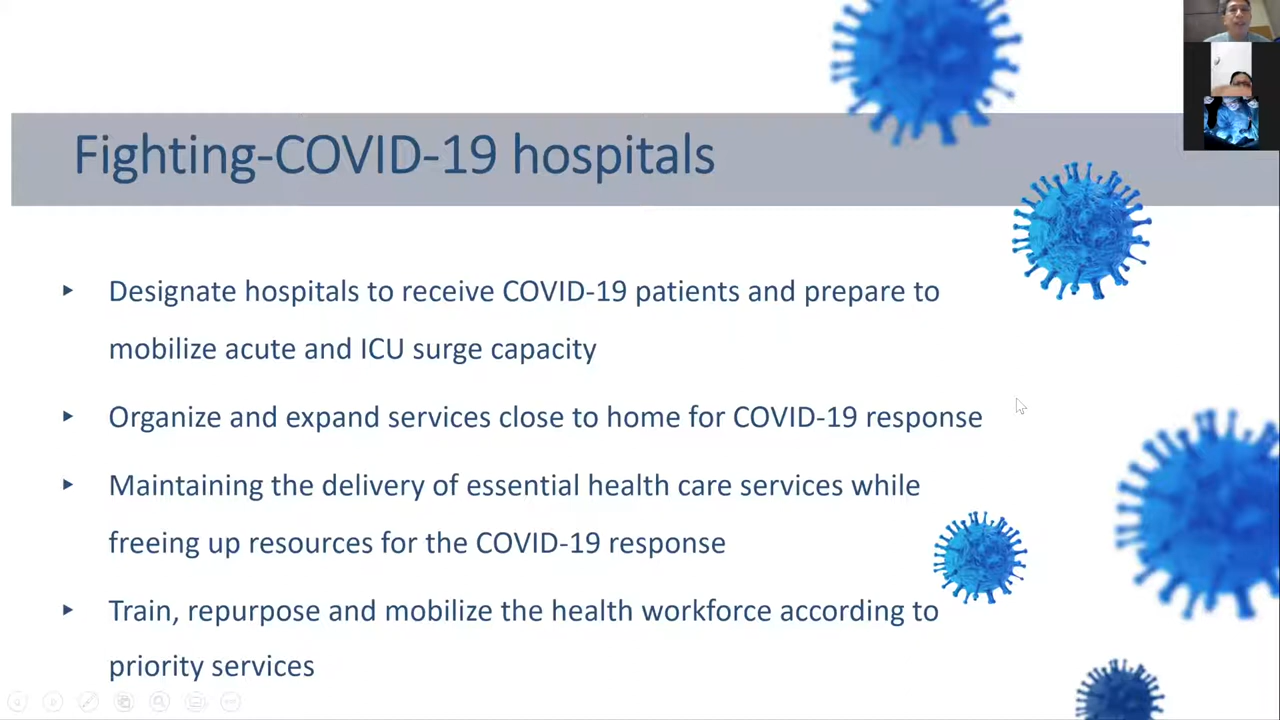 Fighting-COVID-19 hospitals
‣ Designate hospitals to receive COVID-19 patients and prepare to
mobilize acute and ICU surge capacity
‣ Organize and expand services close to home for COVID-19 response
‣ Maintaining the delivery of essential health care services while
freeing up resources for the COVID-19 response
‣ Train, repurpose and mobilize the health workforce according to
priority services